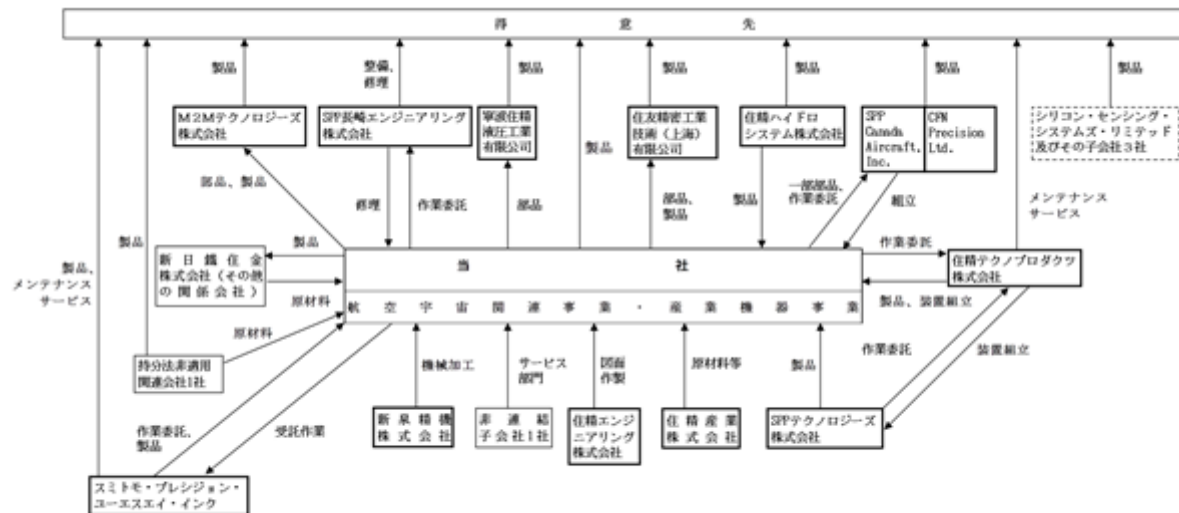 得意先
製品
整備、
修理
製品
製品
製品
製品
製品
M2Mテクノロジーズ
株式会社
SPP長崎エンジニアリング
株式会社
寧波住精
液圧工業
有限公司
製品
住友精密工業
技術(上海)
有限公司
住精ハイドロ
システム株式会社
SPP
Canada
Aircraft,
Inc.
CFN
Precision
Ltd.
シリコン・センシング・
システムズ・リミテッド
及びその子会社3社
部品、製品
修理
作業委託
部品
部品、
製品
製品
一部部品、
作業委託
組立
メンテナンス
サービス
製品
製品、
メンテナンス
サービス
新日鐵住金
株式会社(その他
の関係会社)
製品
原材料
当社
航空宇宙関連事業・産業機器事業
作業委託
住精テクノプロダクツ
株式会社
製品、装置組立
原材料
持分法非適用
関連会社1社
機械加工
サービス
部門
図面
作製
原材料等
製品
作業委託
装置組立
作業委託、
製品
受託作業
新泉精機
株式会社
非連結
子会社1社
住精エンジ
ニアリング
株式会社
住精産業
株式会社
SPPテクノロジーズ
株式会社
スミトモ・プレシジョン・
ユーエスエイ・インク